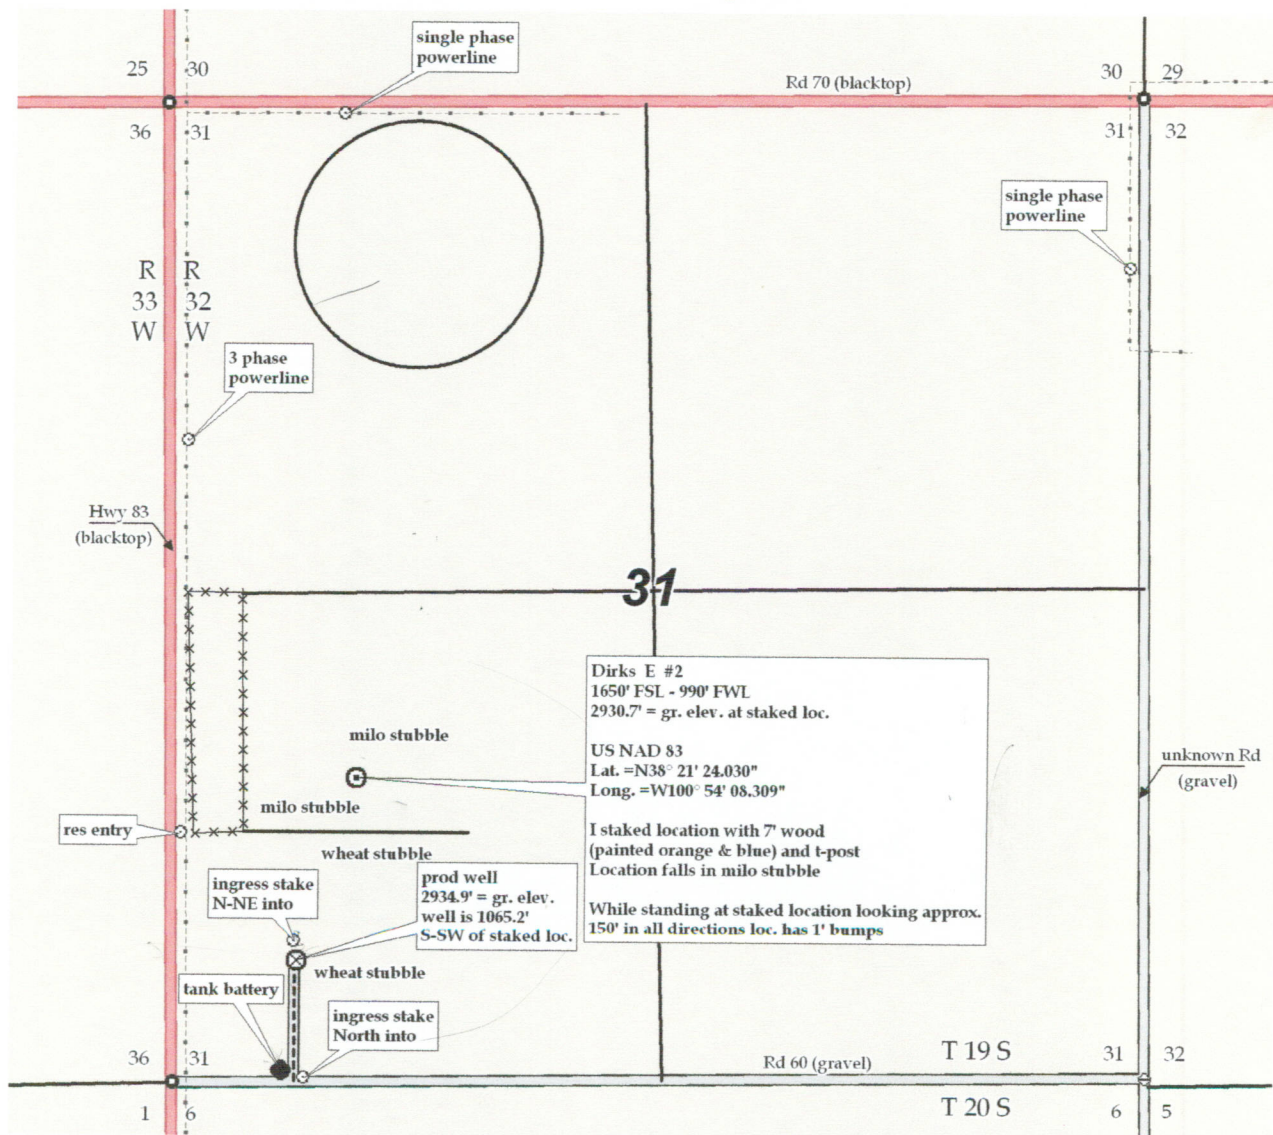 single phase
powerline
25
30
Rd 70 (blacktop)
30
29
36
31
31
32
single phase
powerline
R
33
W
R
32
W
3 phase
powerline
Hwy 83
(blacktop)
31
Dirks E #2
1650' FSL - 990' FWL
2930.7' = gr. elev. at staked loc.
US NAD 83
Lat. =N38° 21' 24.030"
Long. =W100° 54' 08.309"
I staked location with 7' wood
(painted orange & blue) and t-post
Location falls in milo stubble
While standing at staked location looking approx.
150' in all directions loc. has 1' bumps
milo stubble
unknown Rd
(gravel)
milo stubble
res entry
wheat stubble
prod well
2934.9' = gr. elev.
well is 1065.2'
S-SW of staked loc.
ingress stake
N-NE into
wheat stubble
tank battery
ingress stake
North into
36
31
Rd 60 (gravel)
T 19 S
31
32
1
6
T 20 S
6
5